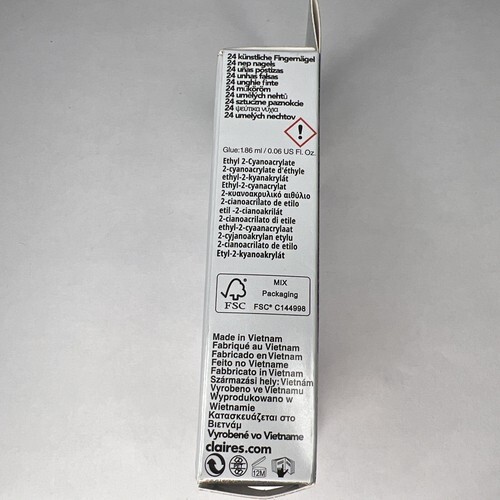 24 künstliche Fingernägel
24 nep nagels
24 uñas postizas
24 unhas falsas
24 unghie finte
24 műköröm
24 umělých nehtů
24 sztuczne paznokcie
24 ψεύτικα νύχια
24 umelých nechtov
Glue:1.86 ml / 0.06 US Fl. Oz.
Ethyl 2-Cyanoacrylate
2-cyanoacrylate d'éthyle
ethyl-2-kyanakrylát
Ethyl-2-cyanacrylat
2-κυανοακρυλικό αιθύλιο
2-cianoacrilato de etilo
etil -2-cianoakrilát
2-cianoacrilato di etile
ethyl-2-cyaanacrylaat
2-cyjanoakrylan etylu
2-cianoacrilato de etilo
Etyl-2-kyanoakrylát
FSC
MIX
Packaging
FSC® C144998
Made in Vietnam
Fabriqué au Vietnam
Fabricado en Vietnam
Feito no Vietname
Fabbricato in Vietnam
Származási hely: Vietnám
Vyrobeno ve Vietnamu
Wyprodukowano w
Wietnamie
Κατασκευάζεται στο
Βιετνάμ
Vyrobené vo Vietname
claires.com
12M